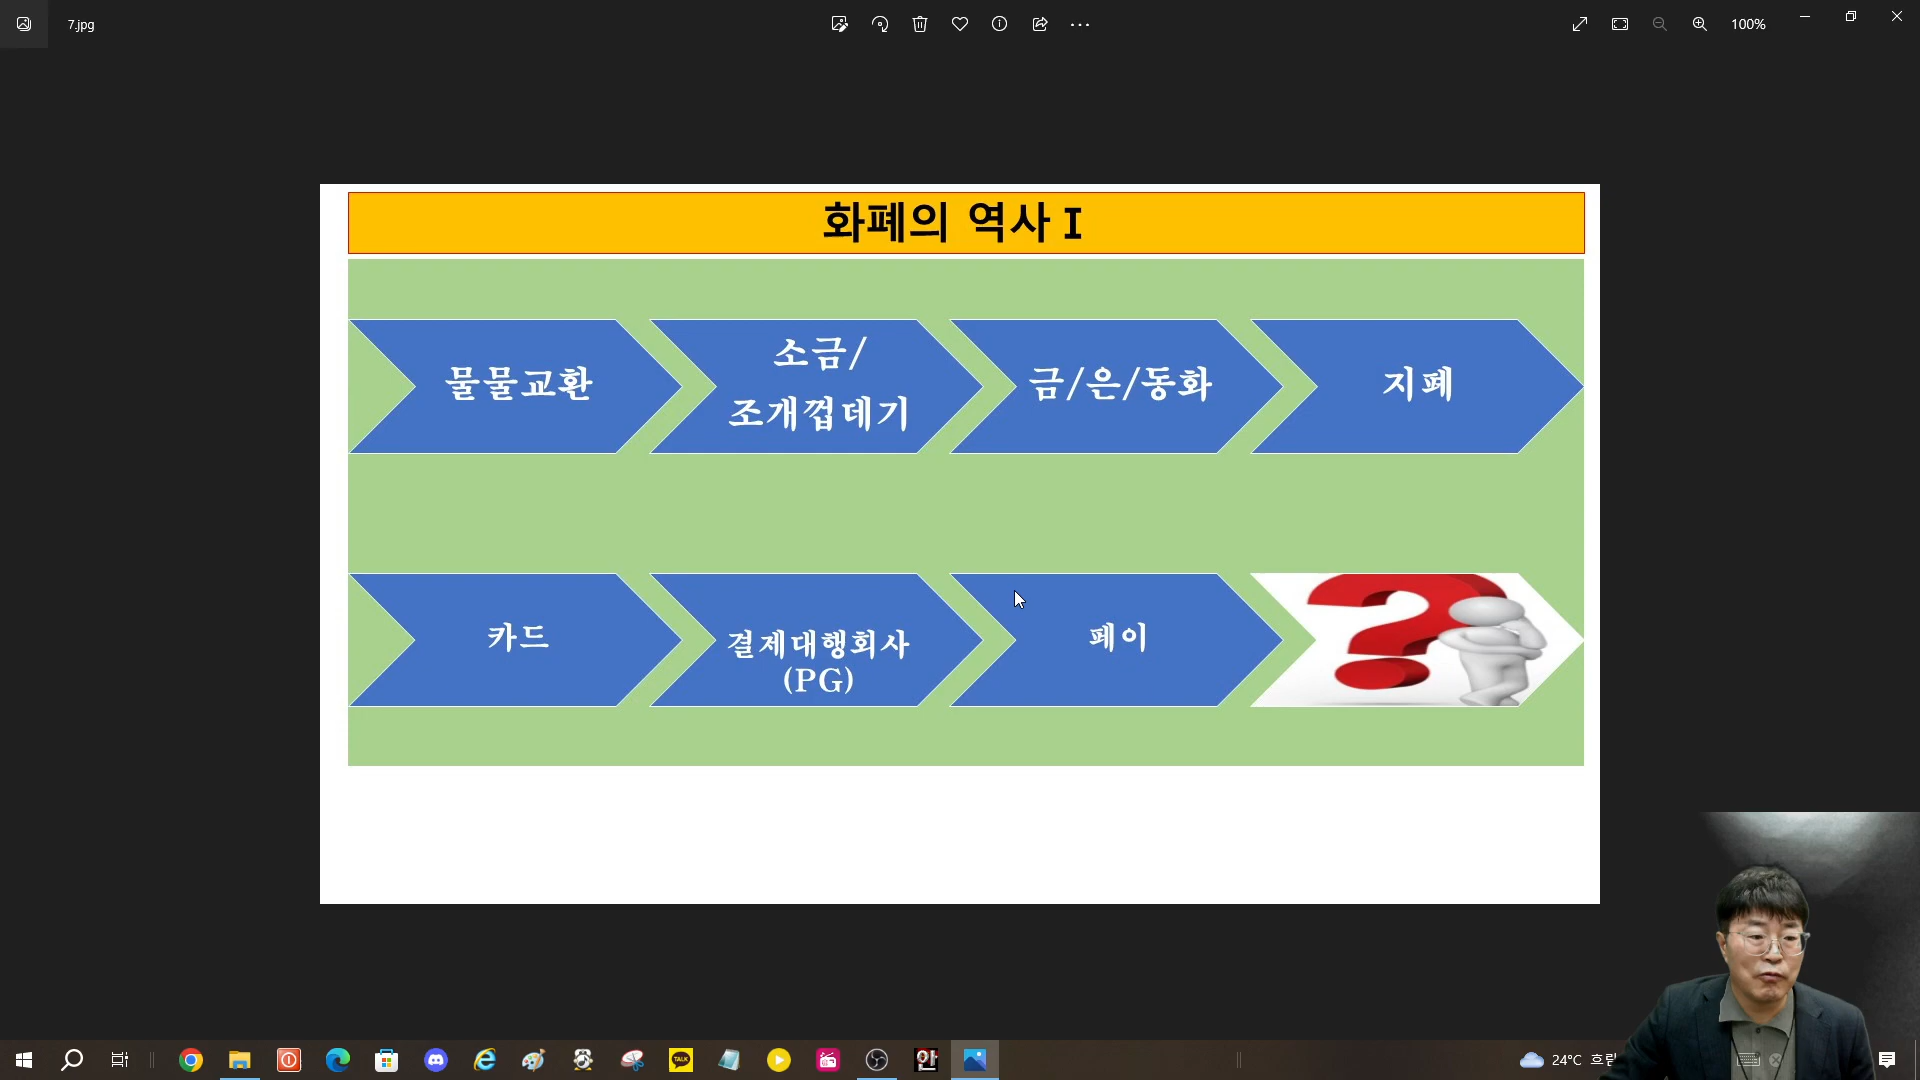 7.jpg
100%
화폐의 역사 I
물물교환
소금/
조개껍데기
금/은/동화
지폐
카드
결제대행회사
(PG)
페이
TALK
안
24°C 흐림